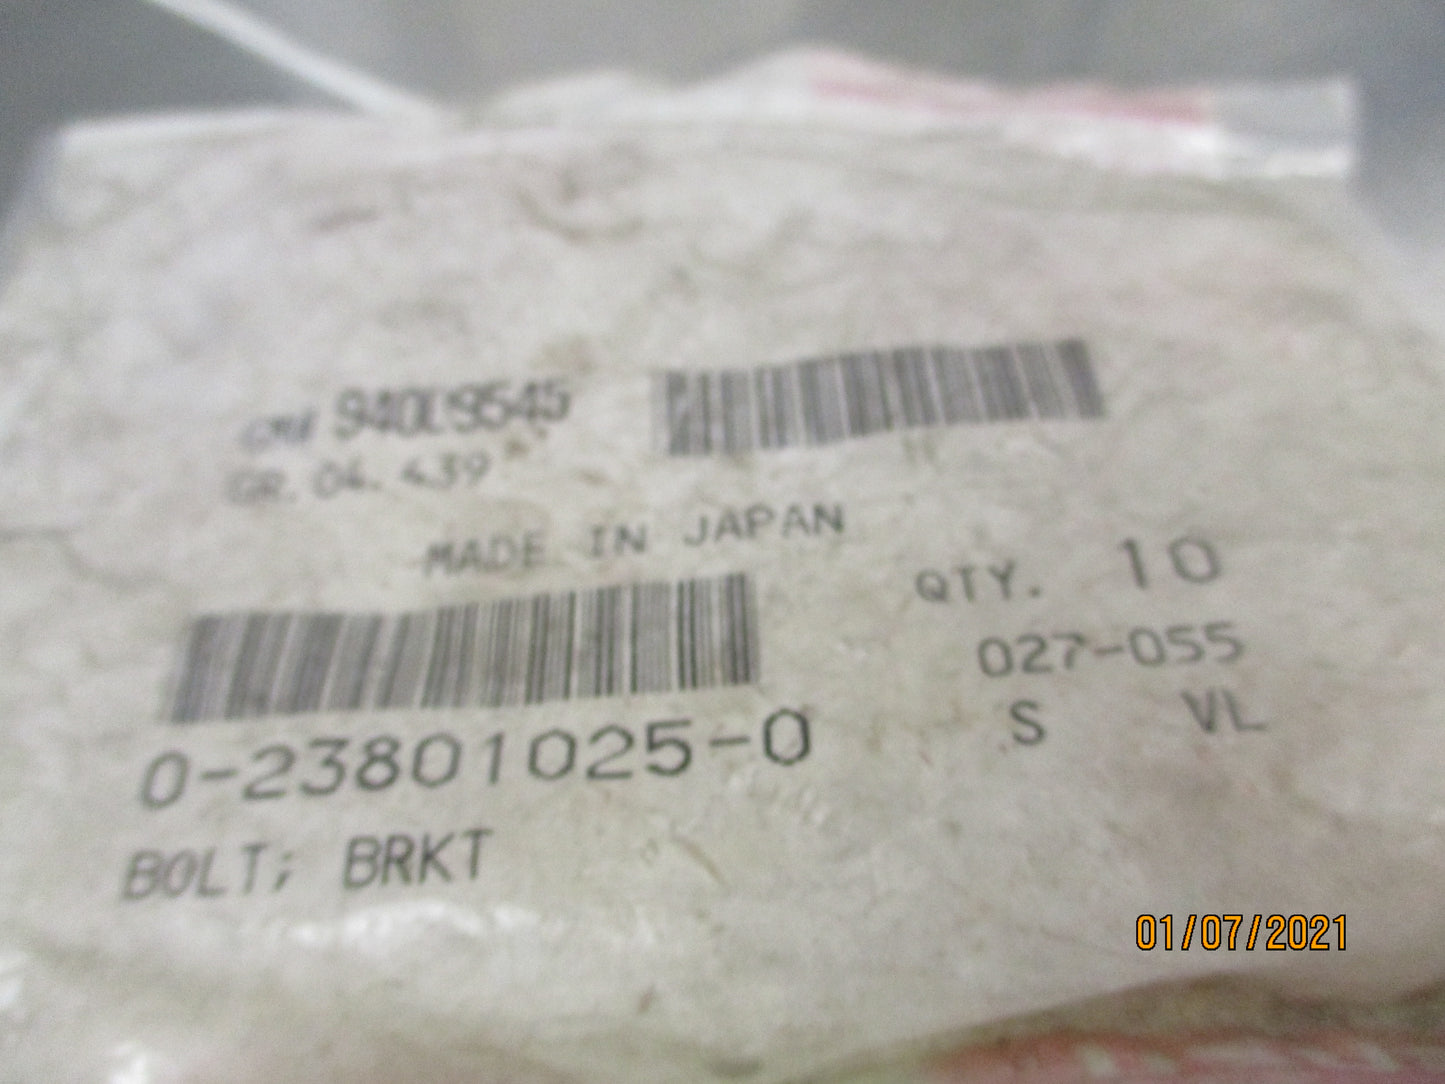 GM# 94009545
GR. 04. 439
MADE IN JAPAN
QTY. 10
027-055
S VL
0-23801025-0
BOLT; BRKT
01/07/2021